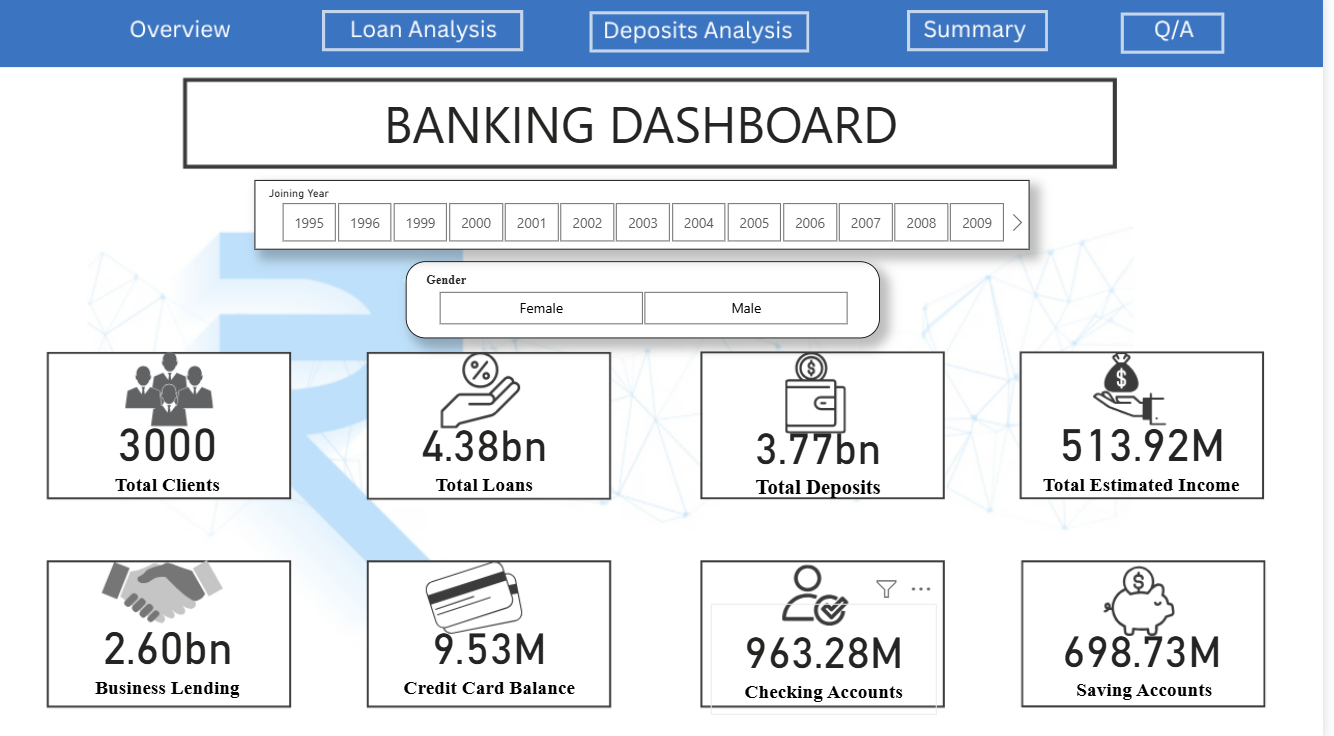 Overview Loan Analysis Deposits Analysis Summary Q/A
BANKING DASHBOARD
Joining Year
1995 1996 1999 2000 2001 2002 2003 2004 2005 2006 2007 2008 2009
Gender
Female Male
3000
Total Clients
4.38bn
Total Loans
3.77bn
Total Deposits
513.92M
Total Estimated Income
2.60bn
Business Lending
9.53M
Credit Card Balance
963.28M
Checking Accounts
698.73M
Saving Accounts